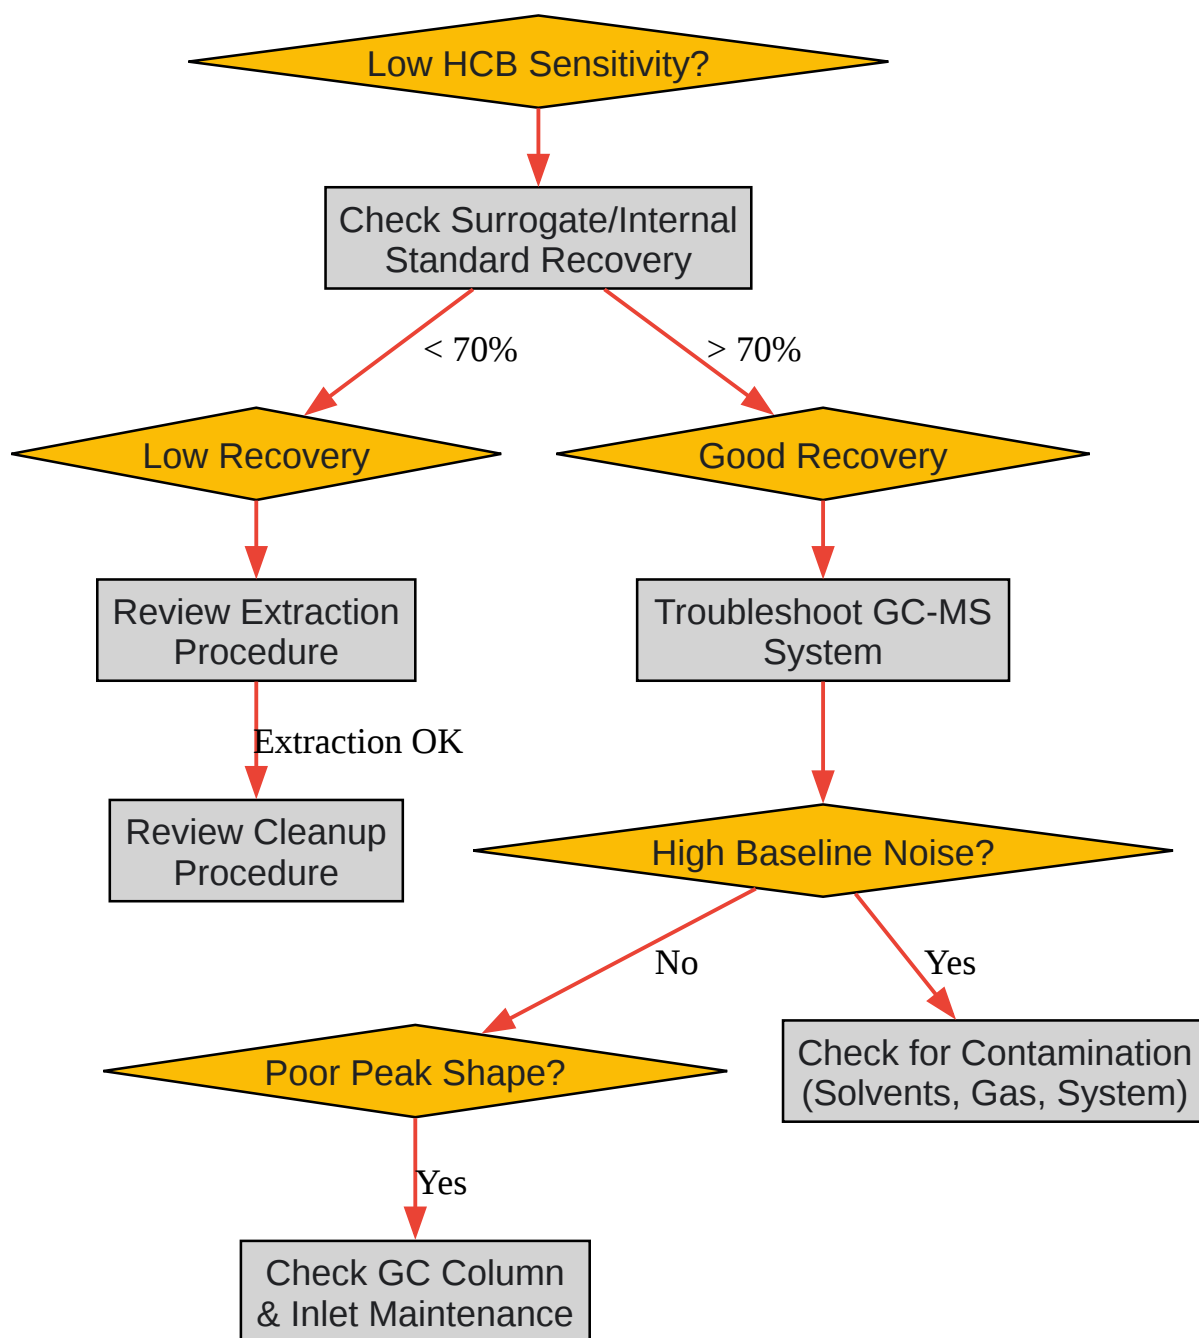 Low HCB Sensitivity?
Check Surrogate/Internal
Standard Recovery
< 70%
> 70%
Low Recovery
Good Recovery
Review Extraction
Procedure
Troubleshoot GC-MS
System
Extraction OK
Review Cleanup
Procedure
High Baseline Noise?
No
Yes
Poor Peak Shape?
Check for Contamination
(Solvents, Gas, System)
Yes
Check GC Column
& Inlet Maintenance